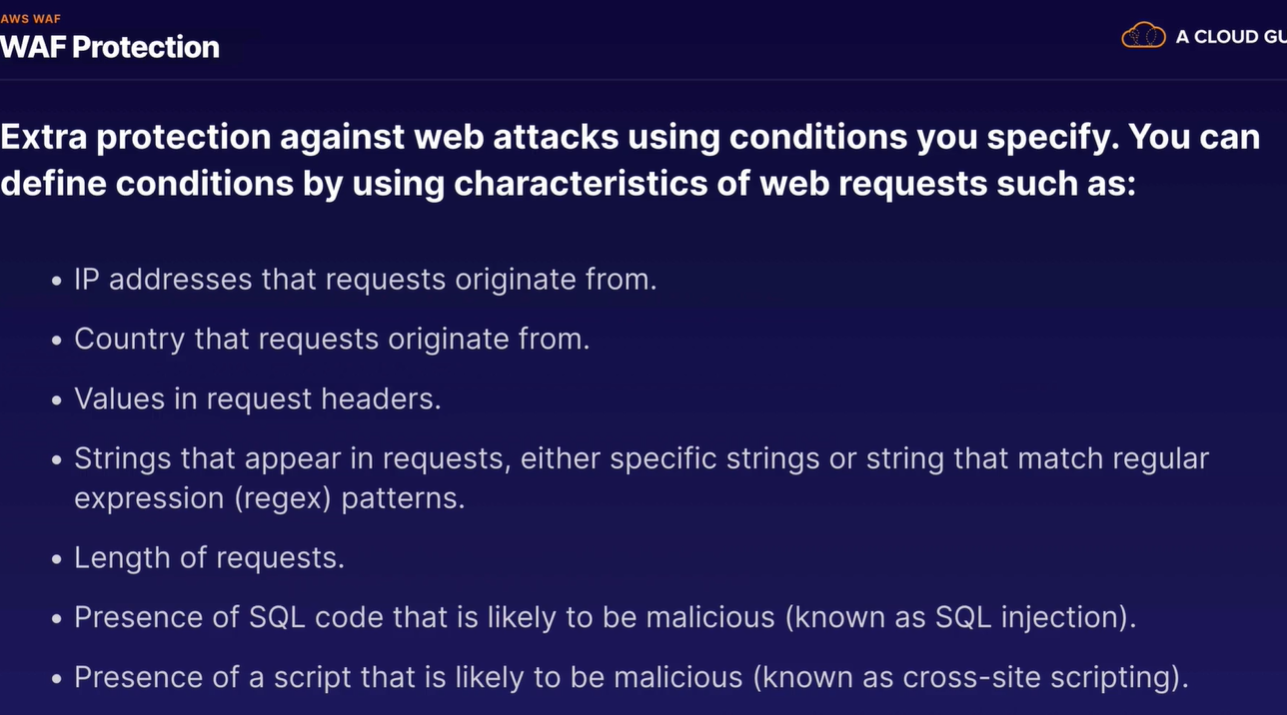 AWS WAF
WAF Protection
A CLOUD GU
Extra protection against web attacks using conditions you specify. You can
define conditions by using characteristics of web requests such as:
• IP addresses that requests originate from.
• Country that requests originate from.
• Values in request headers.
• Strings that appear in requests, either specific strings or string that match regular
expression (regex) patterns.
• Length of requests.
• Presence of SQL code that is likely to be malicious (known as SQL injection).
• Presence of a script that is likely to be malicious (known as cross-site scripting).